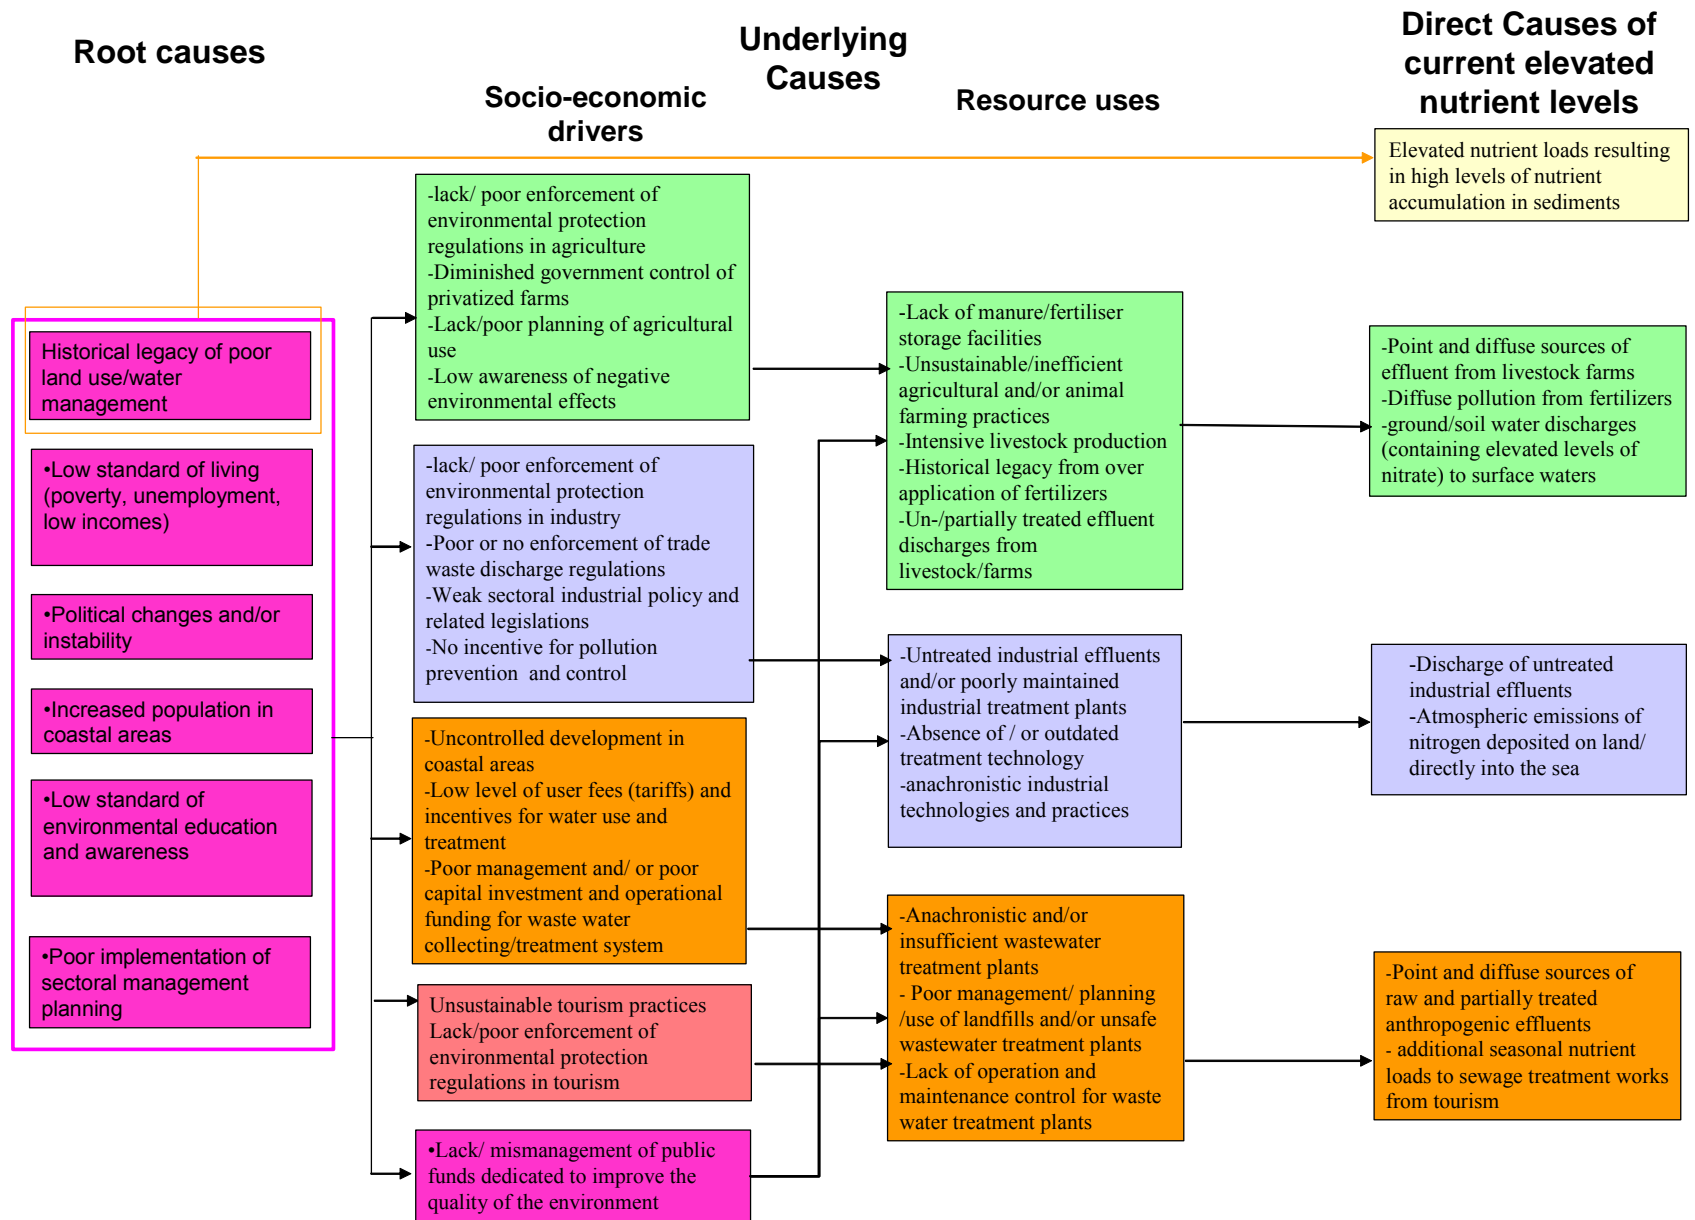 Root causes
Underlying
Causes
Direct Causes of
current elevated
nutrient levels
Socio-economic
drivers
Resource uses
Elevated nutrient loads resulting
in high levels of nutrient
accumulation in sediments
Historical legacy of poor
land use/water
management
•Low standard of living
(poverty, unemployment,
low incomes)
•Political changes and/or
instability
•Increased population in
coastal areas
•Low standard of
environmental education
and awareness
•Poor implementation of
sectoral management
planning
-lack/ poor enforcement of
environmental protection
regulations in agriculture
-Diminished government control of
privatized farms
-Lack/poor planning of agricultural
use
-Low awareness of negative
environmental effects
-lack/ poor enforcement of
environmental protection
regulations in industry
-Poor or no enforcement of trade
waste discharge regulations
-Weak sectoral industrial policy and
related legislations
-No incentive for pollution
prevention and control
-Uncontrolled development in
coastal areas
-Low level of user fees (tariffs) and
incentives for water use and
treatment
-Poor management and/ or poor
capital investment and operational
funding for waste water
collecting/treatment system
Unsustainable tourism practices
Lack/poor enforcement of
environmental protection
regulations in tourism
•Lack/ mismanagement of public
funds dedicated to improve the
quality of the environment
-Lack of manure/fertiliser
storage facilities
-Unsustainable/inefficient
agricultural and/or animal
farming practices
-Intensive livestock production
-Historical legacy from over
application of fertilizers
-Un-/partially treated effluent
discharges from
livestock/farms
-Untreated industrial effluents
and/or poorly maintained
industrial treatment plants
-Absence of / or outdated
treatment technology
-anachronistic industrial
technologies and practices
-Anachronistic and/or
insufficient wastewater
treatment plants
- Poor management/ planning
/use of landfills and/or unsafe
wastewater treatment plants
-Lack of operation and
maintenance control for waste
water treatment plants
-Point and diffuse sources of
effluent from livestock farms
-Diffuse pollution from fertilizers
-ground/soil water discharges
(containing elevated levels of
nitrate) to surface waters
-Discharge of untreated
industrial effluents
-Atmospheric emissions of
nitrogen deposited on land/
directly into the sea
-Point and diffuse sources of
raw and partially treated
anthropogenic effluents
- additional seasonal nutrient
loads to sewage treatment works
from tourism